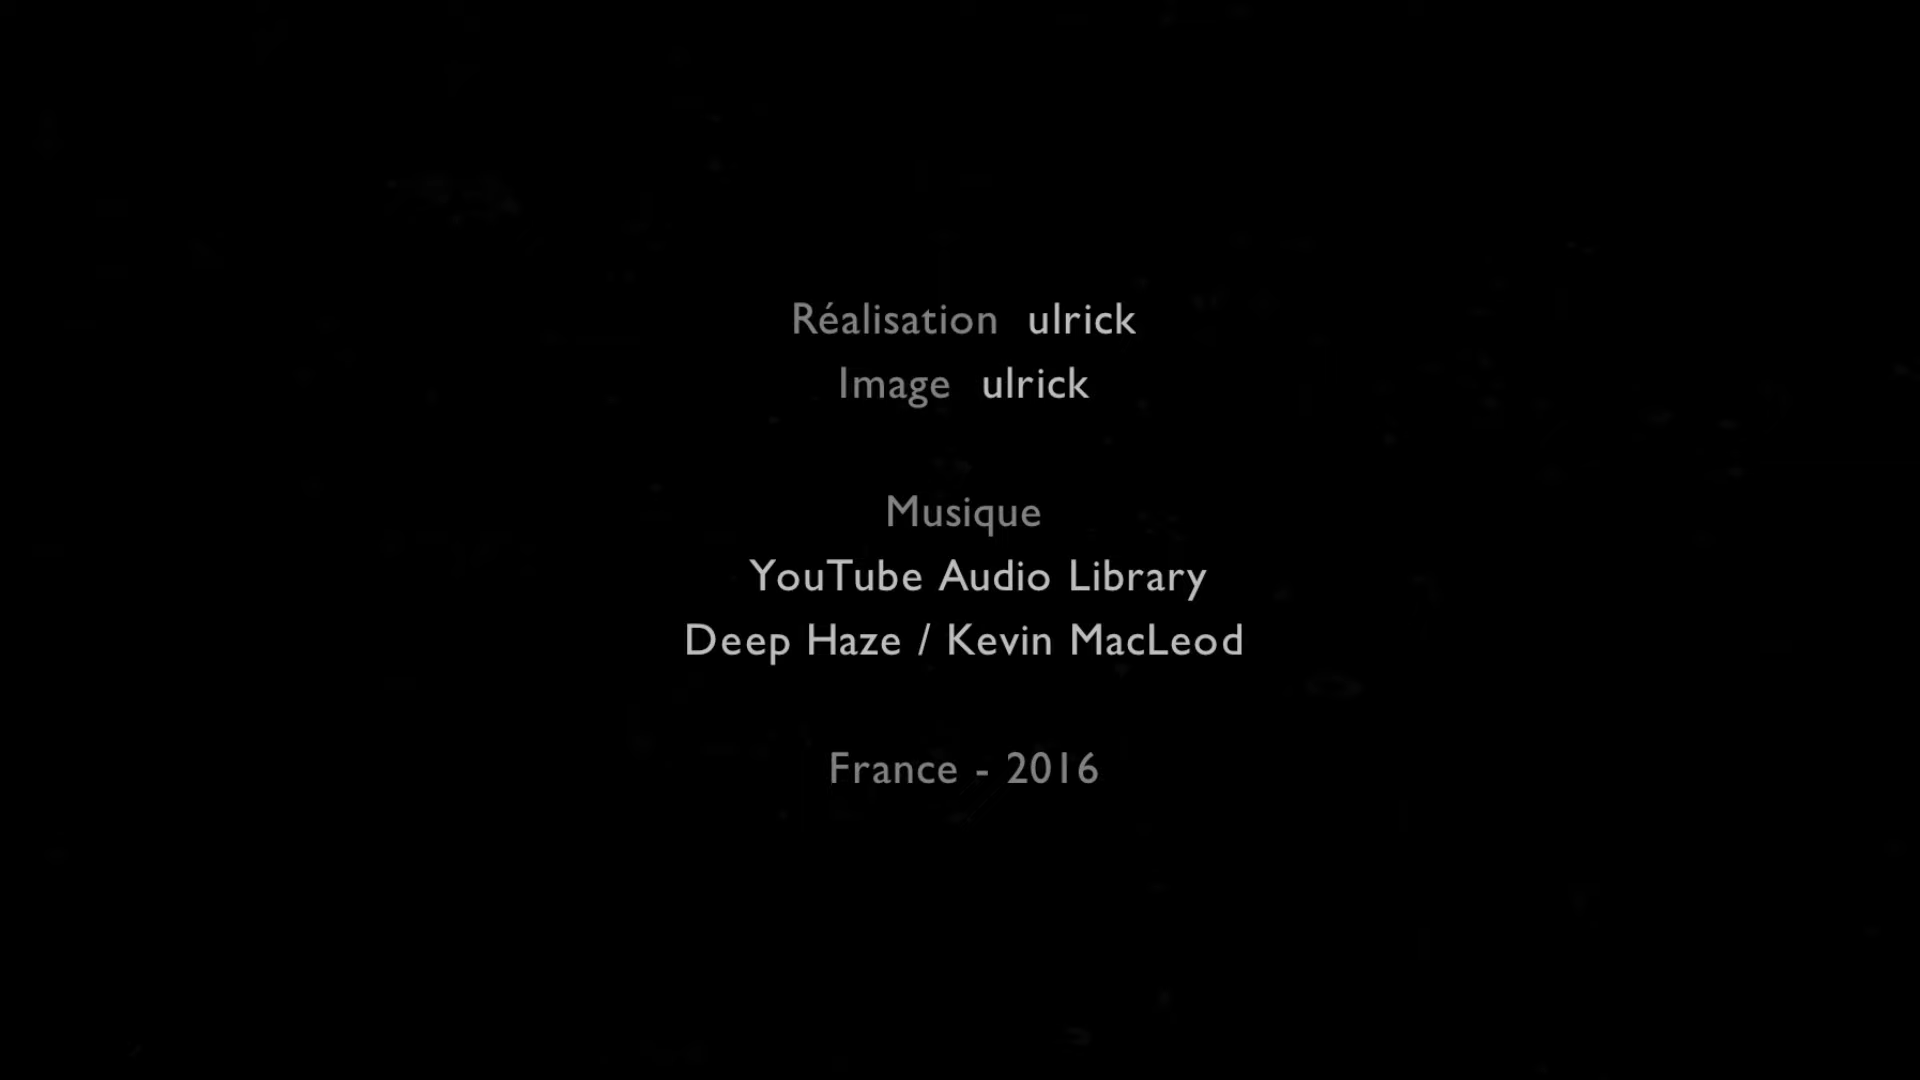 Réalisation ulrick
Image ulrick
Musique
YouTube Audio Library
Deep Haze / Kevin MacLeod
France - 2016